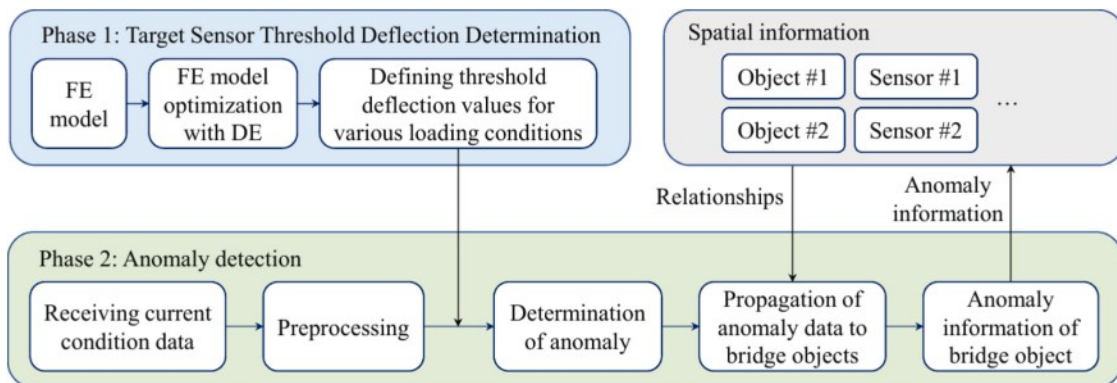 Phase 1: Target Sensor Threshold Deflection Determination
FE
model
FE model
optimization
with DE
Defining threshold
deflection values for
various loading conditions
Spatial information
Object #1
Sensor #1
Object #2
Sensor #2
...
Relationships
Anomaly
information
Phase 2: Anomaly detection
Receiving current
condition data
Preprocessing
Determination
of anomaly
Propagation of
anomaly data to
bridge objects
Anomaly
information of
bridge object